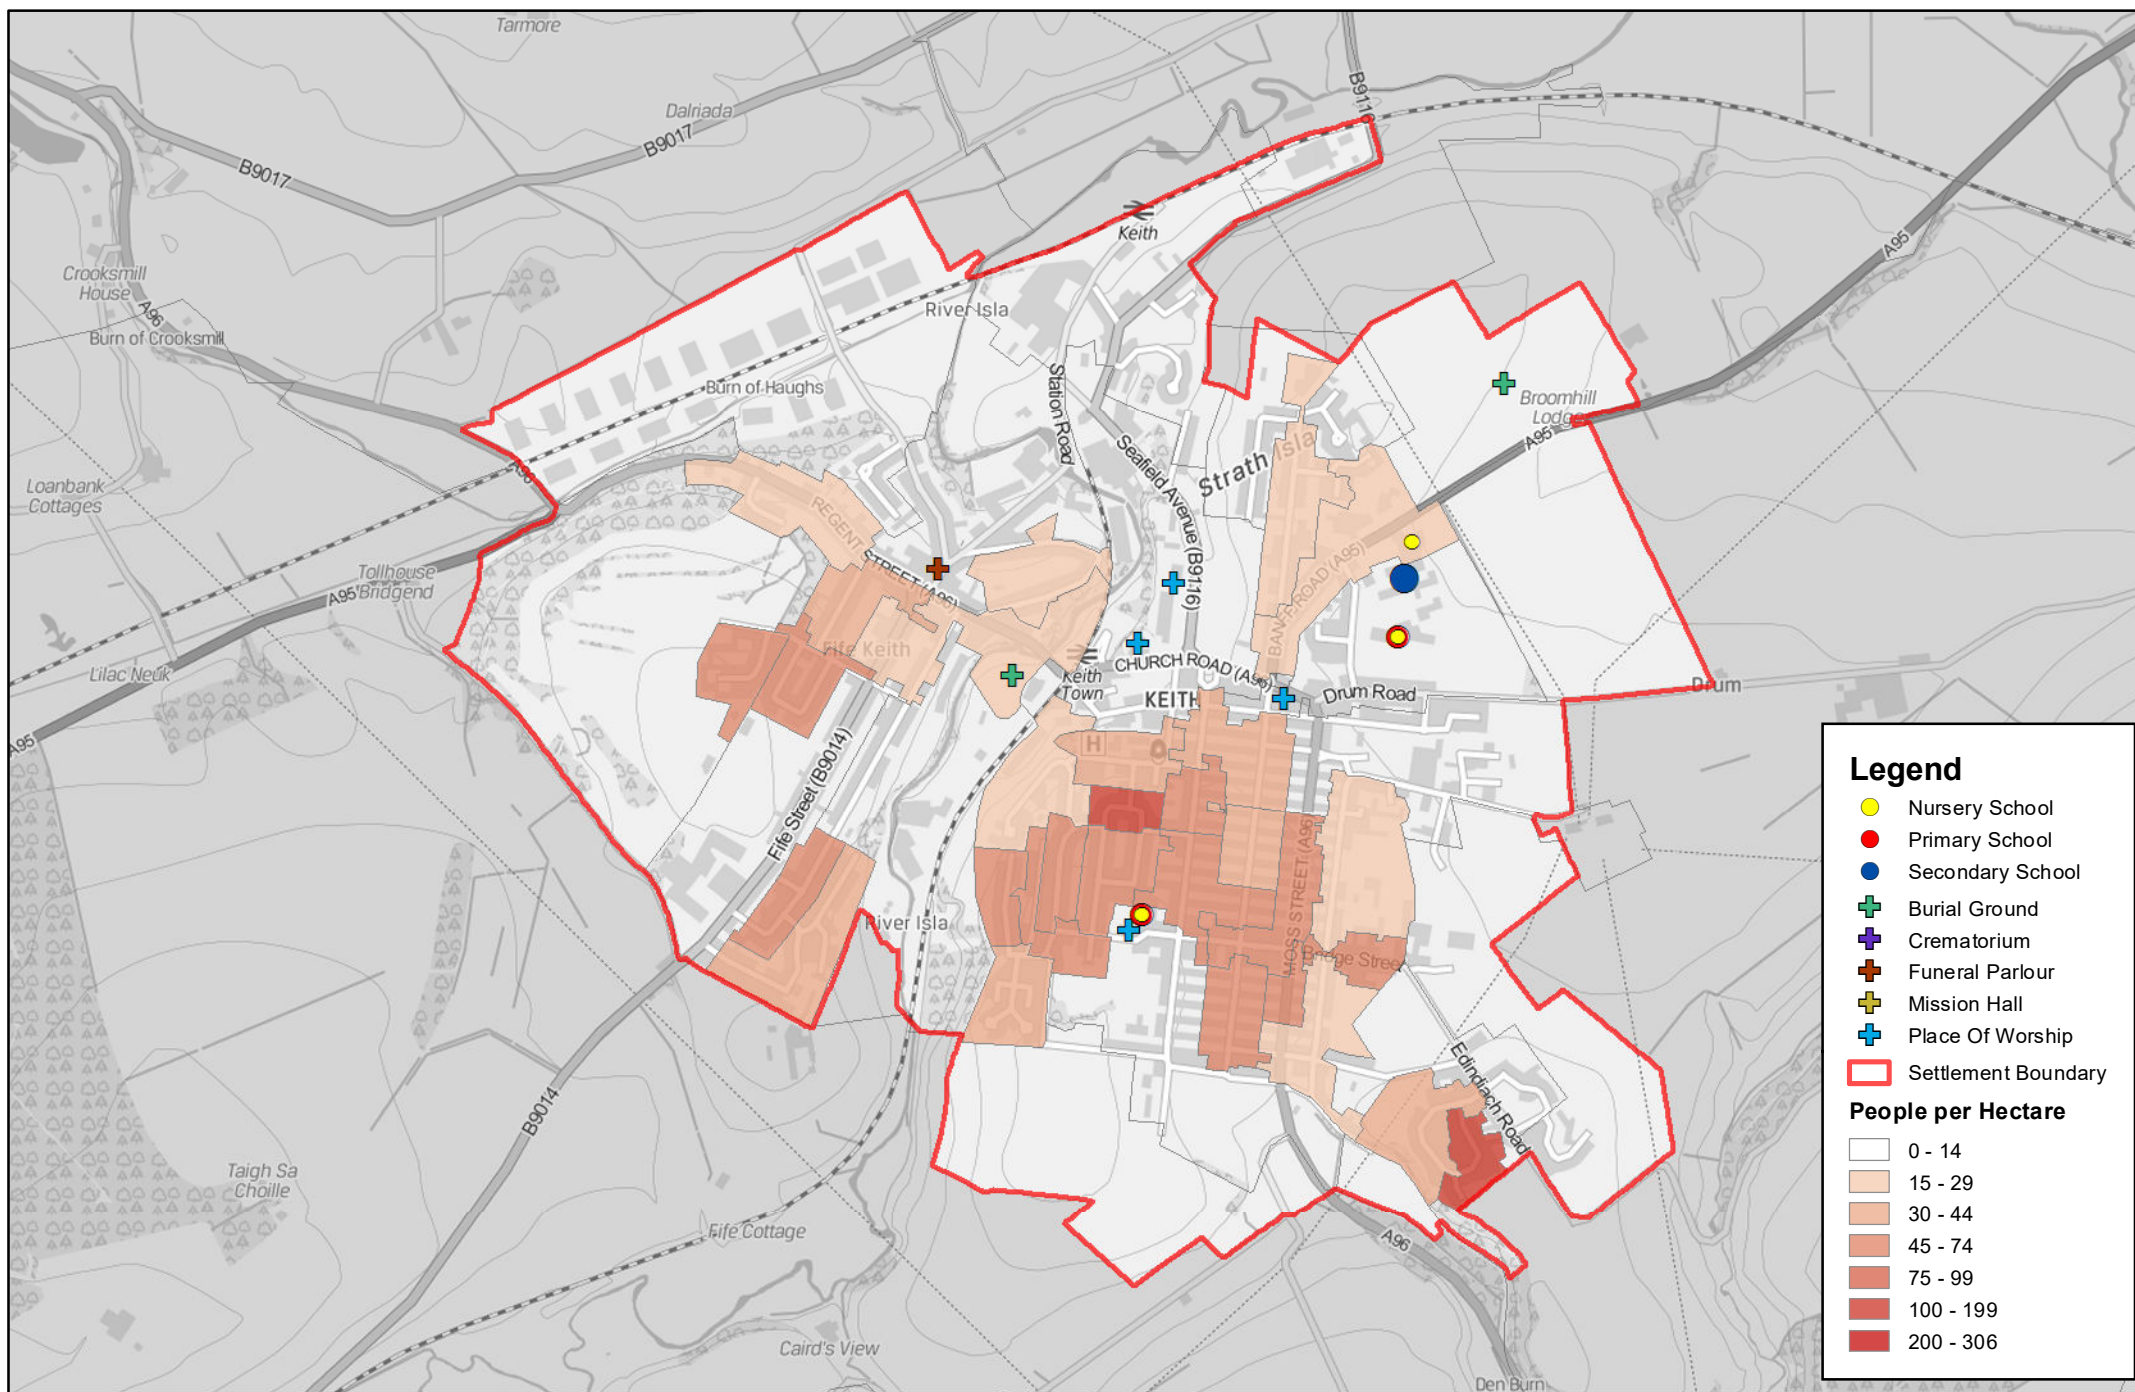 Tarmore
B9116
Dalriada
B9017
B9017
Keith
A95
Crooksmill
House
A96
River Isla
Burn of Crooksmill
Burn of Haughs
Station Road
Broomhill
Lodge
A95
Seafield Avenue (B9116)
Strath Isla
A96
Loanbank
Cottages
REGENT STREET (A96)
BANFF ROAD (A95)
Tollhouse
Bridgend
A95
Fife Keith
Lilac Neuk
CHURCH ROAD (A96)
Keith
Town
KEITH
Drum Road
Drum
A95
H
Fife Street (B9014)
MOSS STREET (A96)
River Isla
Bridge Street
Edindiach Road
B9014
Taigh Sa
Choille
Fife Cottage
A96
Caird's View
Den Burn
Legend
Nursery School
Primary School
Secondary School
Burial Ground
Crematorium
Funeral Parlour
Mission Hall
Place Of Worship
Settlement Boundary
People per Hectare
0 - 14
15 - 29
30 - 44
45 - 74
75 - 99
100 - 199
200 - 306